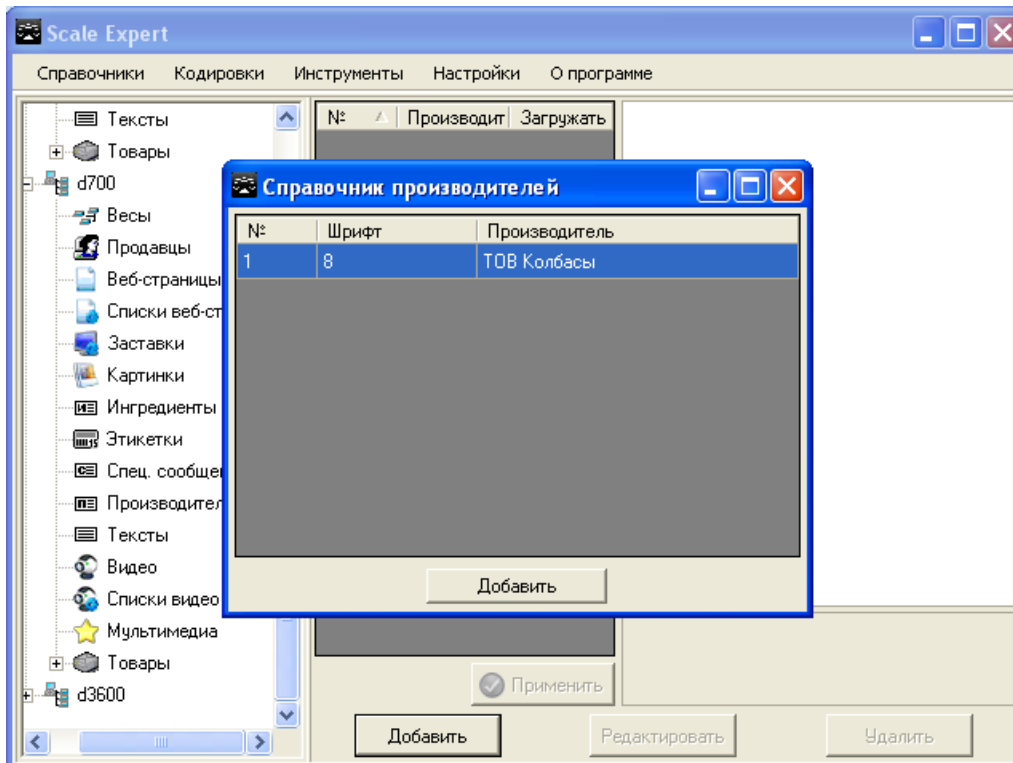 Scale Expert
Справочники Кодировки Инструменты Настройки О программе
Тексты
Товары
d700
Весы
Продавцы
Веб-страницы
Списки веб-ст
Заставки
Картинки
Ингредиенты
Этикетки
Спец. сообще
Производител
Тексты
Видео
Списки видео
Мультимедиа
Товары
d3600
№ Производит Загружать
Справочник производителей
№ Шрифт Производитель
1 8 ТОВ Колбасы
Добавить
Применить
Добавить Редактировать Удалить